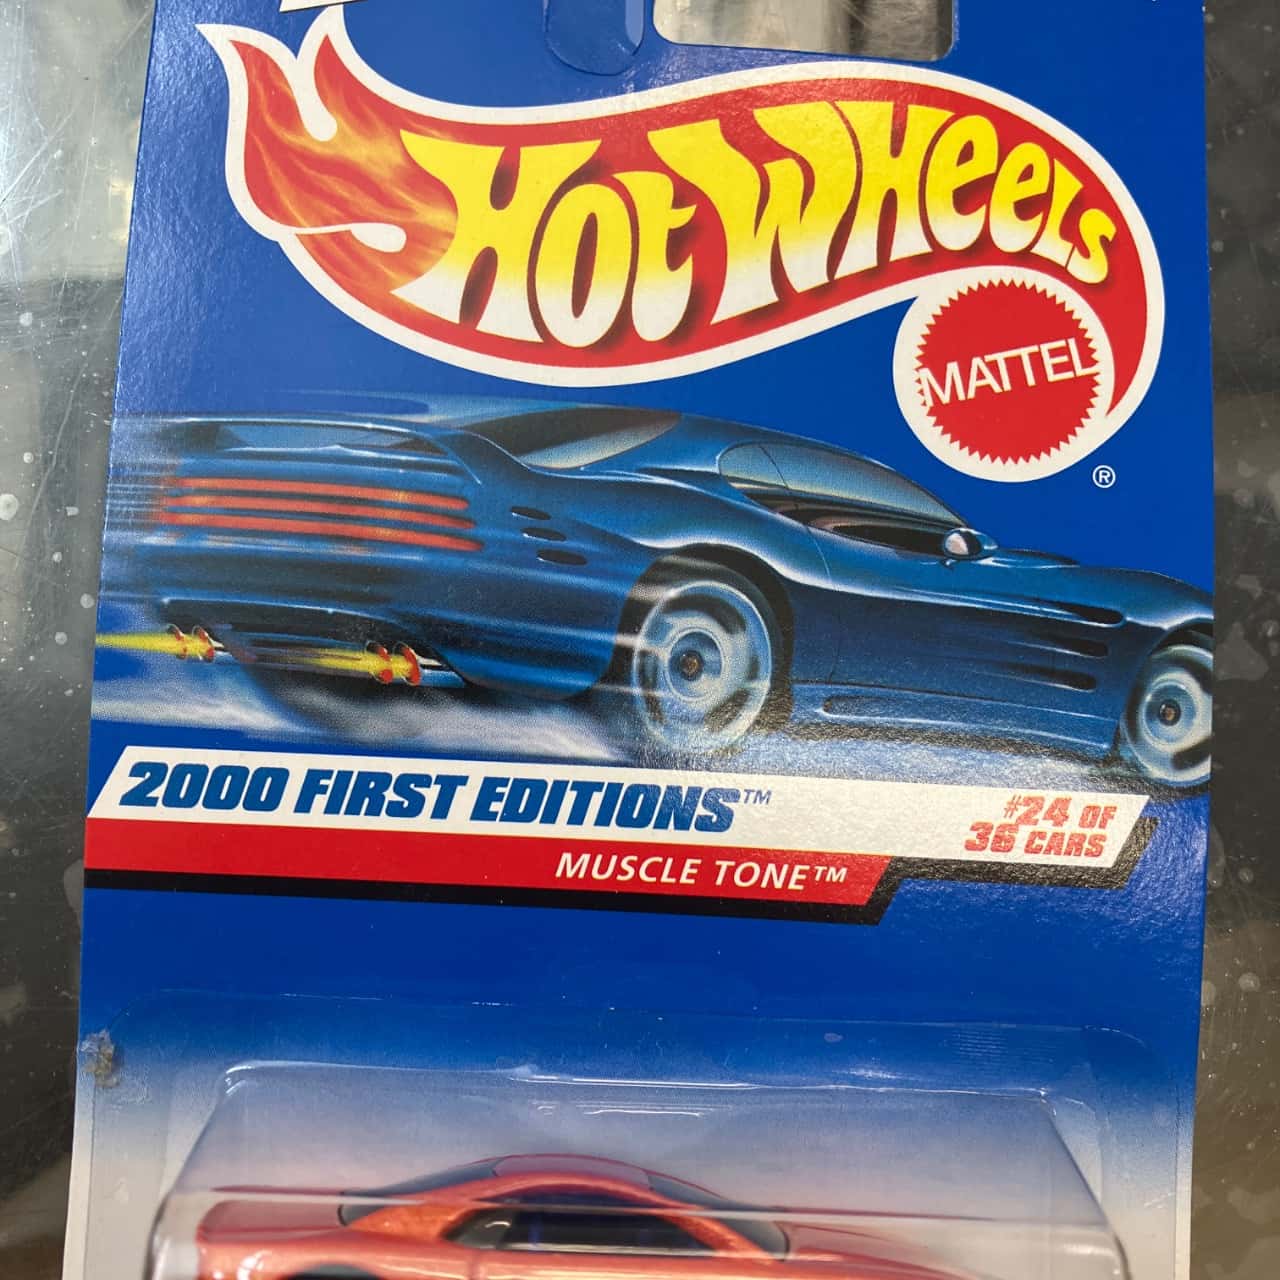 Hot Wheels
MATTEL
®
2000 FIRST EDITIONS™
#24 OF
36 CARS
MUSCLE TONE™